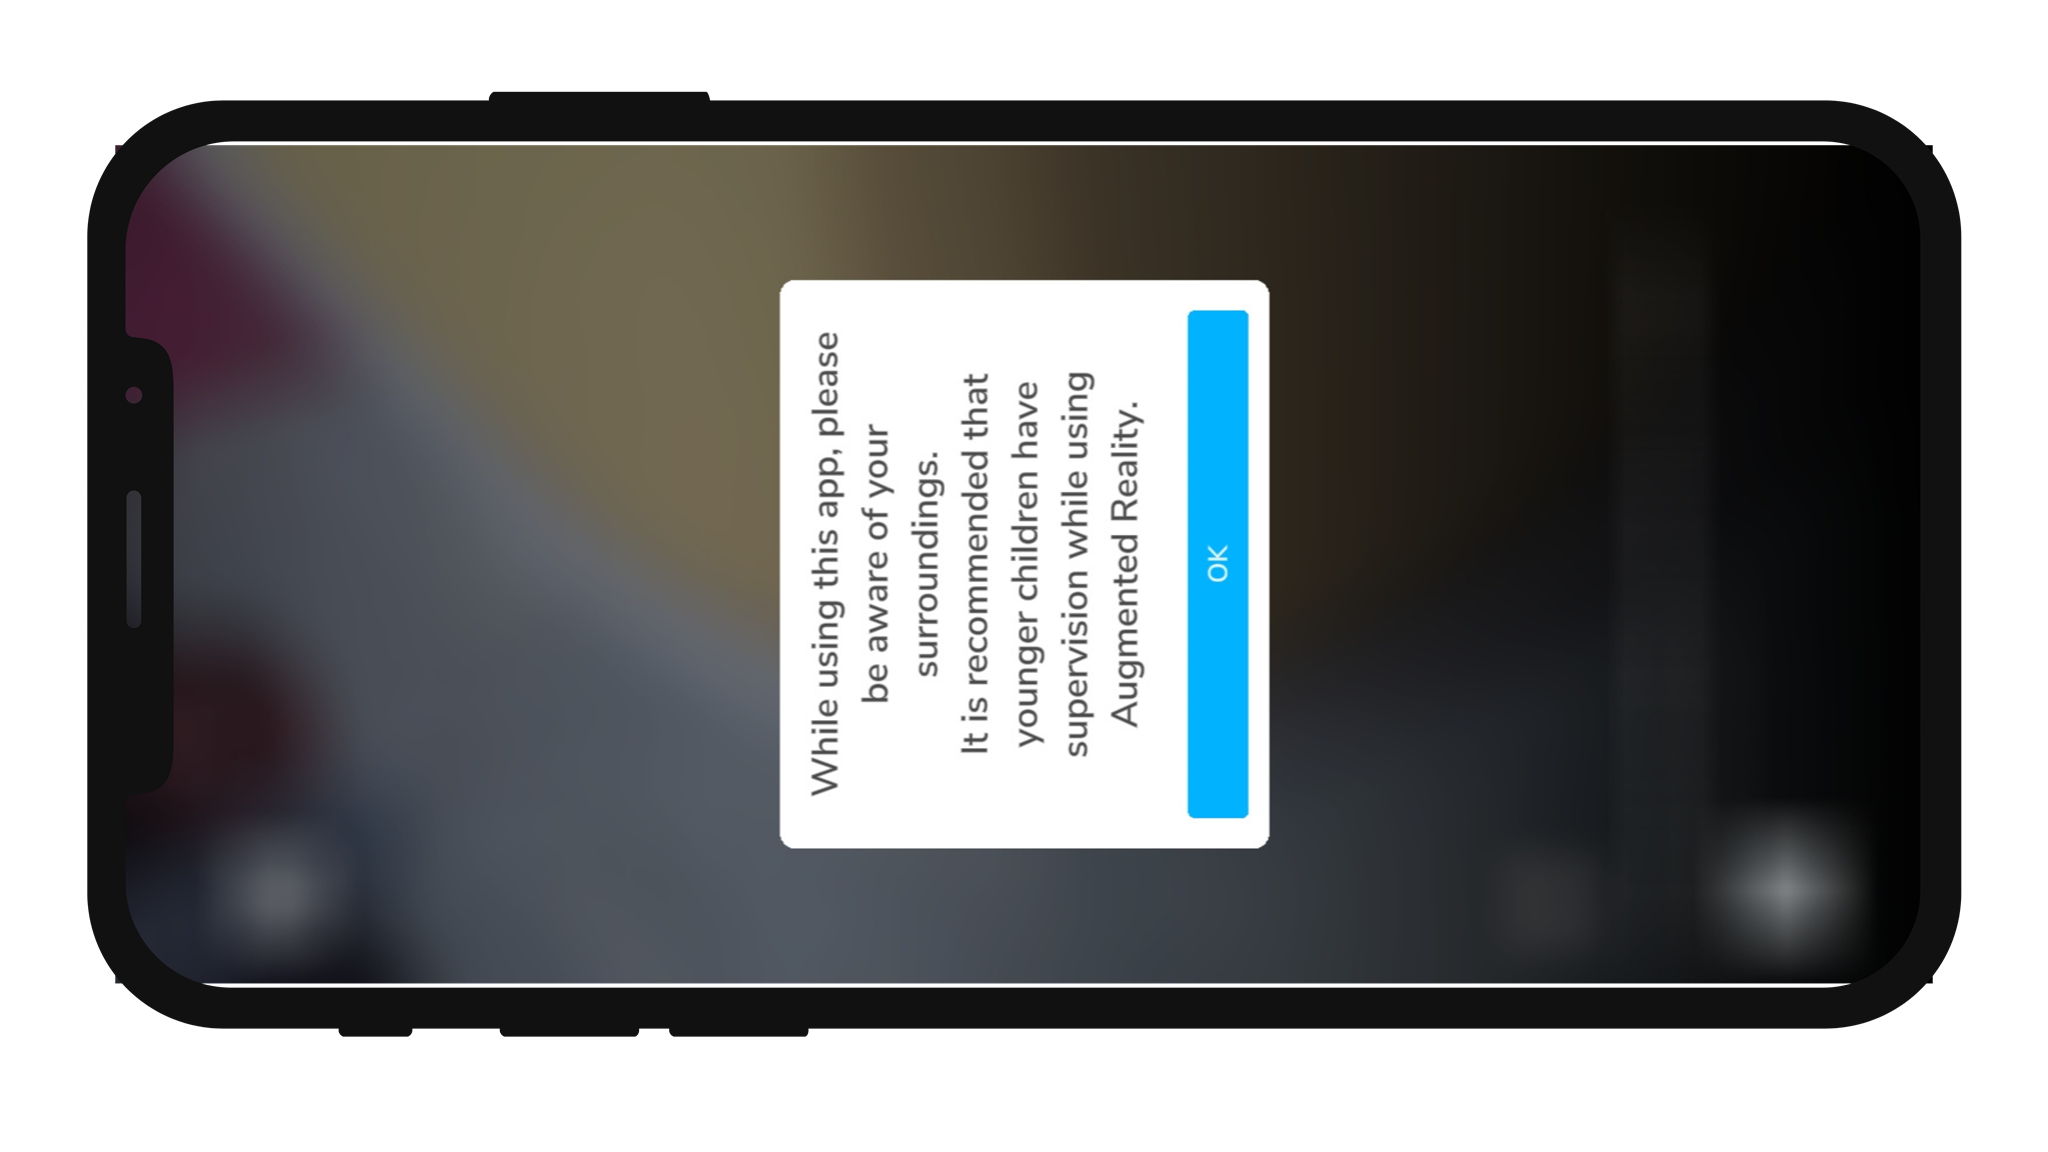 While using this app, please
be aware of your
surroundings.
It is recommended that
younger children have
supervision while using
Augmented Reality.
OK